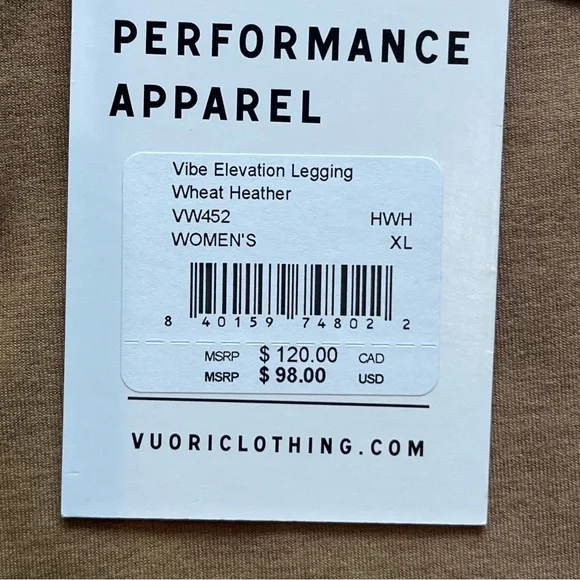 PERFORMANCE
APPAREL
Vibe Elevation Legging
Wheat Heather
VW452 HWH
WOMEN'S XL
8 40159 74802 2
MSRP $ 120.00 CAD
MSRP $ 98.00 USD
VUORICLOTHING.COM